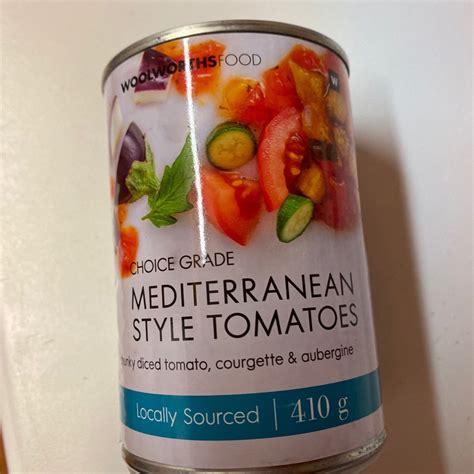 WOOLWORTHSFOOD
W
CHOICE GRADE
MEDITERRANEAN
STYLE TOMATOES
diced tomato, courgette & aubergine
Locally Sourced | 410 g